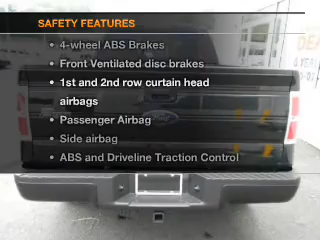 SAFETY FEATURES
• 4-wheel ABS Brakes
• Front Ventilated disc brakes
• 1st and 2nd row curtain head
airbags
• Passenger Airbag
• Side airbag
• ABS and Driveline Traction Control